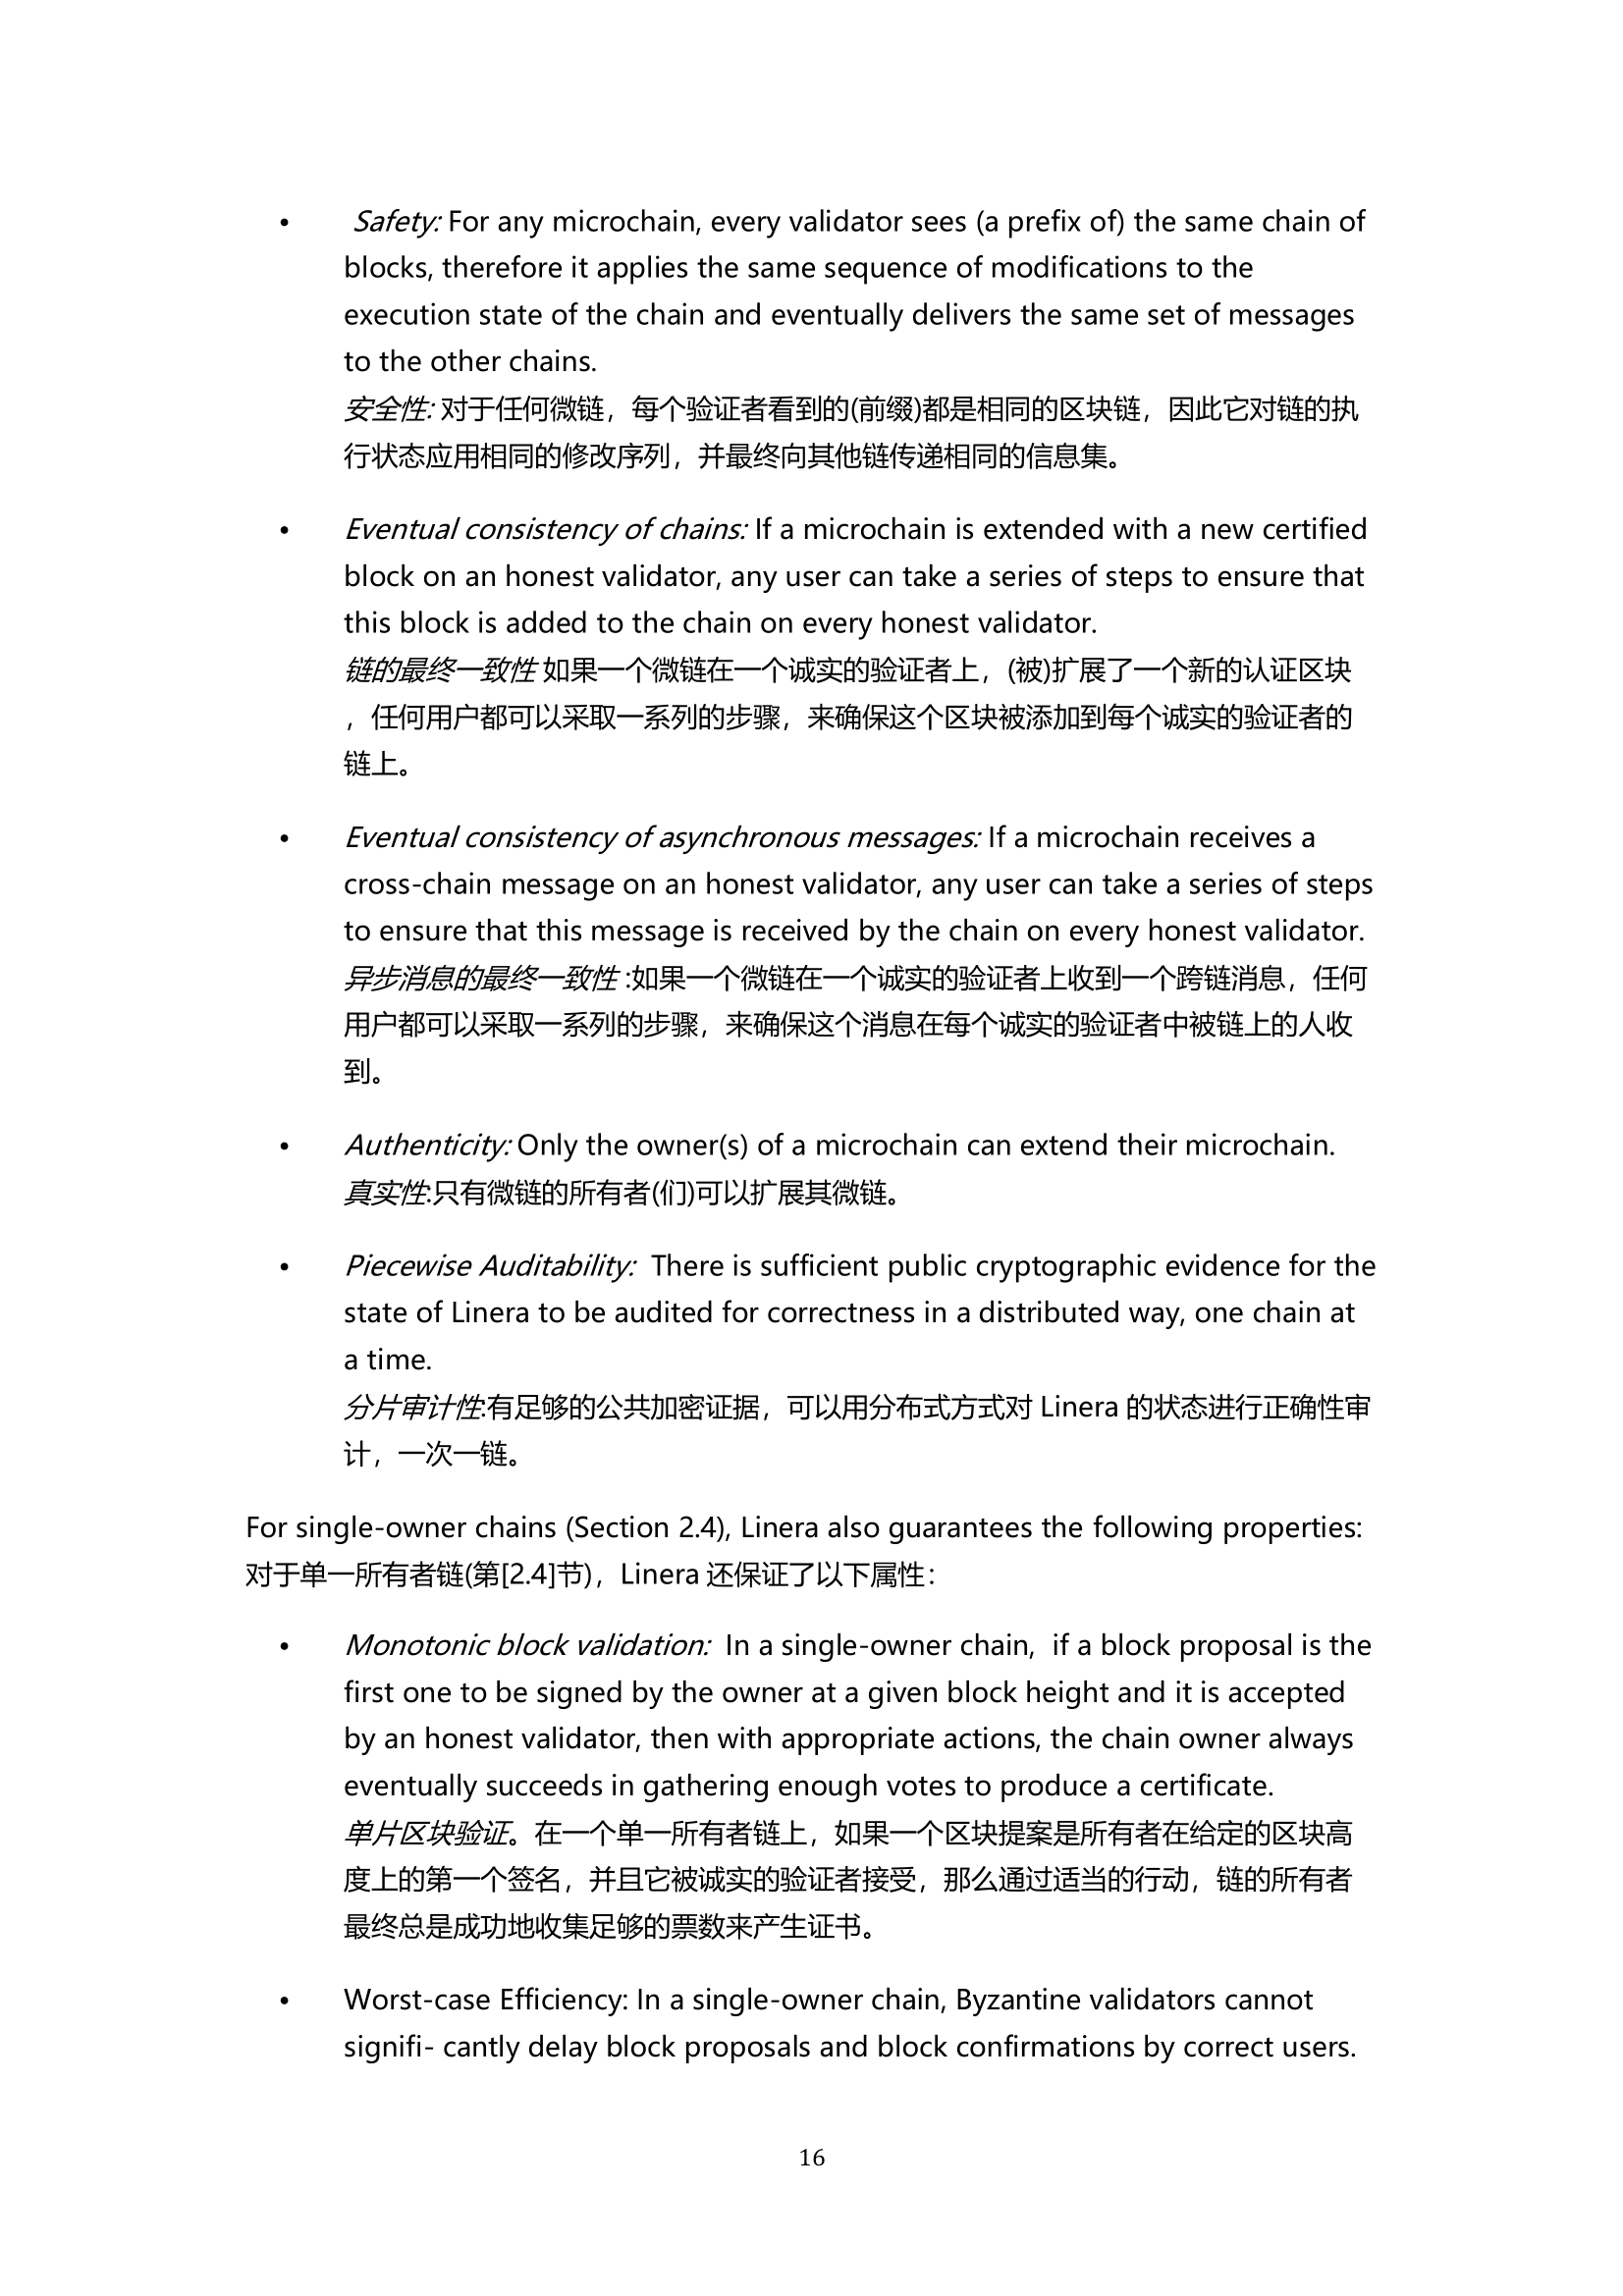 • Safety: For any microchain, every validator sees (a prefix of) the same chain of
blocks, therefore it applies the same sequence of modifications to the
execution state of the chain and eventually delivers the same set of messages
to the other chains.
安全性: 对于任何微链，每个验证者看到的(前缀)都是相同的区块链，因此它对链的执
行状态应用相同的修改序列，并最终向其他链传递相同的信息集。
• Eventual consistency of chains: If a microchain is extended with a new certified
block on an honest validator, any user can take a series of steps to ensure that
this block is added to the chain on every honest validator.
链的最终一致性 如果一个微链在一个诚实的验证者上，(被)扩展了一个新的认证区块
，任何用户都可以采取一系列的步骤，来确保这个区块被添加到每个诚实的验证者的
链上。
• Eventual consistency of asynchronous messages: If a microchain receives a
cross-chain message on an honest validator, any user can take a series of steps
to ensure that this message is received by the chain on every honest validator.
异步消息的最终一致性 :如果一个微链在一个诚实的验证者上收到一个跨链消息，任何
用户都可以采取一系列的步骤，来确保这个消息在每个诚实的验证者中被链上的人收
到。
• Authenticity: Only the owner(s) of a microchain can extend their microchain.
真实性:只有微链的所有者(们)可以扩展其微链。
• Piecewise Auditability: There is sufficient public cryptographic evidence for the
state of Linera to be audited for correctness in a distributed way, one chain at
a time.
分片审计性:有足够的公共加密证据，可以用分布式方式对 Linera 的状态进行正确性审
计，一次一链。
For single-owner chains (Section 2.4), Linera also guarantees the following properties:
对于单一所有者链(第[2.4]节)，Linera 还保证了以下属性：
• Monotonic block validation: In a single-owner chain, if a block proposal is the
first one to be signed by the owner at a given block height and it is accepted
by an honest validator, then with appropriate actions, the chain owner always
eventually succeeds in gathering enough votes to produce a certificate.
单片区块验证。在一个单一所有者链上，如果一个区块提案是所有者在给定的区块高
度上的第一个签名，并且它被诚实的验证者接受，那么通过适当的行动，链的所有者
最终总是成功地收集足够的票数来产生证书。
• Worst-case Efficiency: In a single-owner chain, Byzantine validators cannot
signifi- cantly delay block proposals and block confirmations by correct users.
16